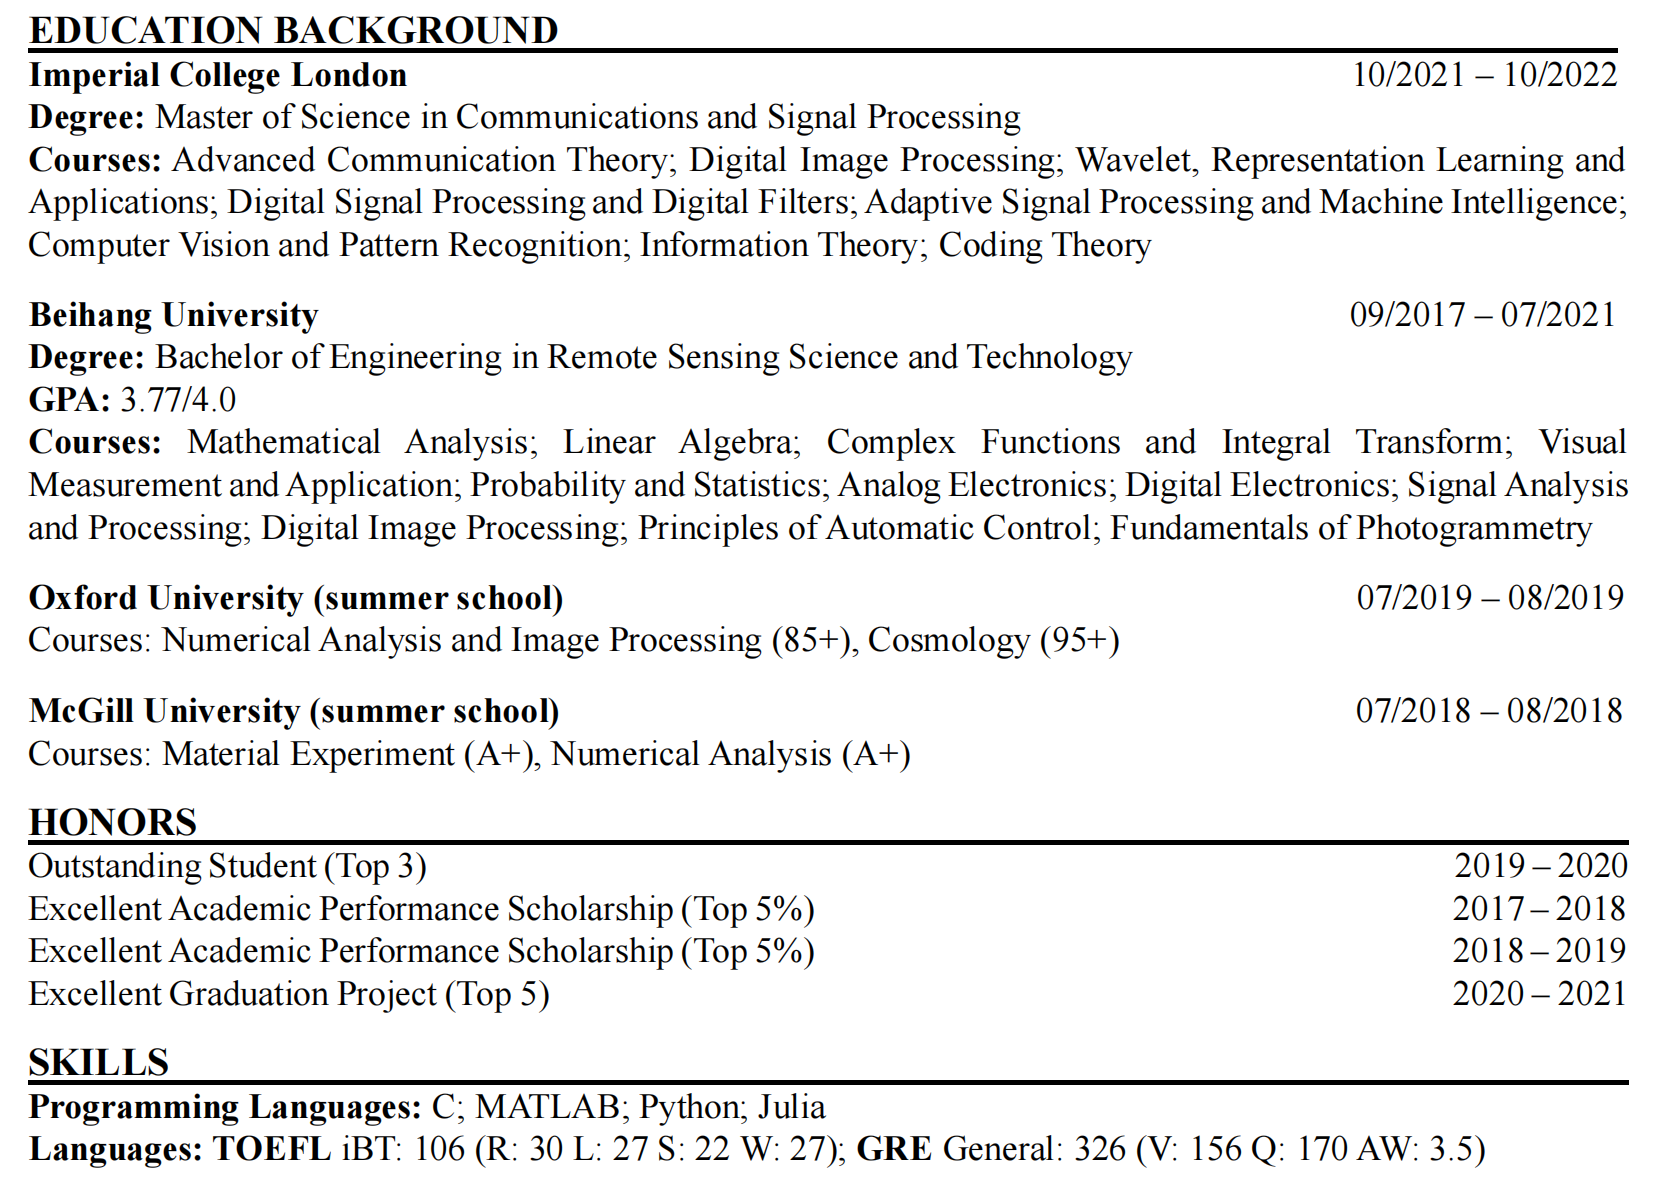 EDUCATION BACKGROUND
Imperial College London 10/2021 – 10/2022
Degree: Master of Science in Communications and Signal Processing
Courses: Advanced Communication Theory; Digital Image Processing; Wavelet, Representation Learning and
Applications; Digital Signal Processing and Digital Filters; Adaptive Signal Processing and Machine Intelligence;
Computer Vision and Pattern Recognition; Information Theory; Coding Theory
Beihang University 09/2017 – 07/2021
Degree: Bachelor of Engineering in Remote Sensing Science and Technology
GPA: 3.77/4.0
Courses: Mathematical Analysis; Linear Algebra; Complex Functions and Integral Transform; Visual
Measurement and Application; Probability and Statistics; Analog Electronics; Digital Electronics; Signal Analysis
and Processing; Digital Image Processing; Principles of Automatic Control; Fundamentals of Photogrammetry
Oxford University (summer school) 07/2019 – 08/2019
Courses: Numerical Analysis and Image Processing (85+), Cosmology (95+)
McGill University (summer school) 07/2018 – 08/2018
Courses: Material Experiment (A+), Numerical Analysis (A+)
HONORS
Outstanding Student (Top 3) 2019 – 2020
Excellent Academic Performance Scholarship (Top 5%) 2017 – 2018
Excellent Academic Performance Scholarship (Top 5%) 2018 – 2019
Excellent Graduation Project (Top 5) 2020 – 2021
SKILLS
Programming Languages: C; MATLAB; Python; Julia
Languages: TOEFL iBT: 106 (R: 30 L: 27 S: 22 W: 27); GRE General: 326 (V: 156 Q: 170 AW: 3.5)